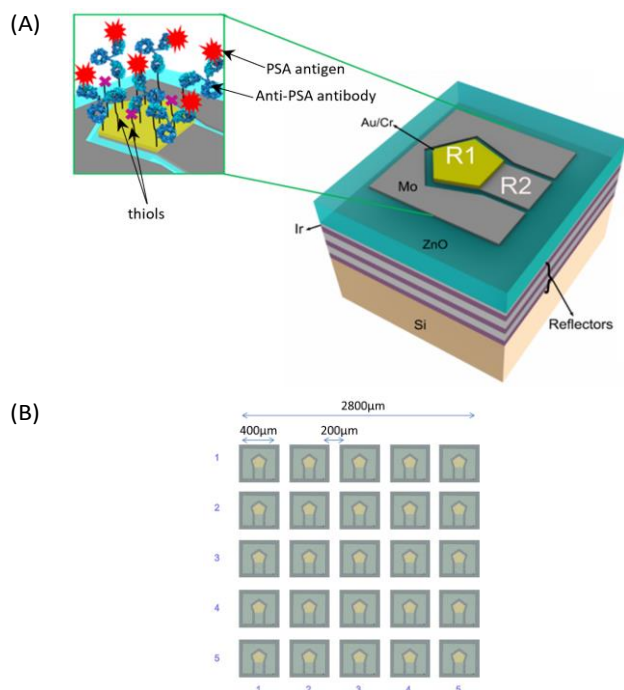 (A)
PSA antigen
Anti-PSA antibody
thiols
Au/Cr
R1
R2
Mo
Ir
ZnO
Si
Reflectors
(B)
2800µm
400µm
200µm
1
2
3
4
5
1 2 3 4 5